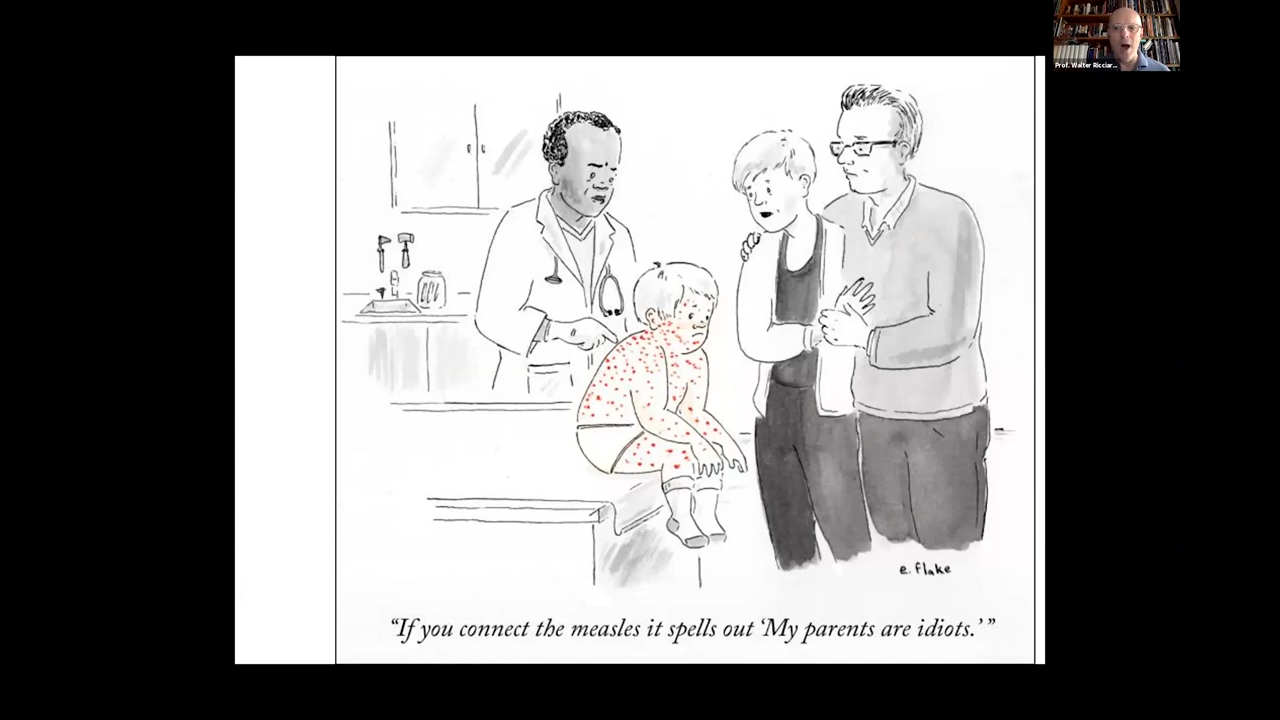 Prof. Walter Ricciar...
e. flake
“If you connect the measles it spells out ‘My parents are idiots.’ ”